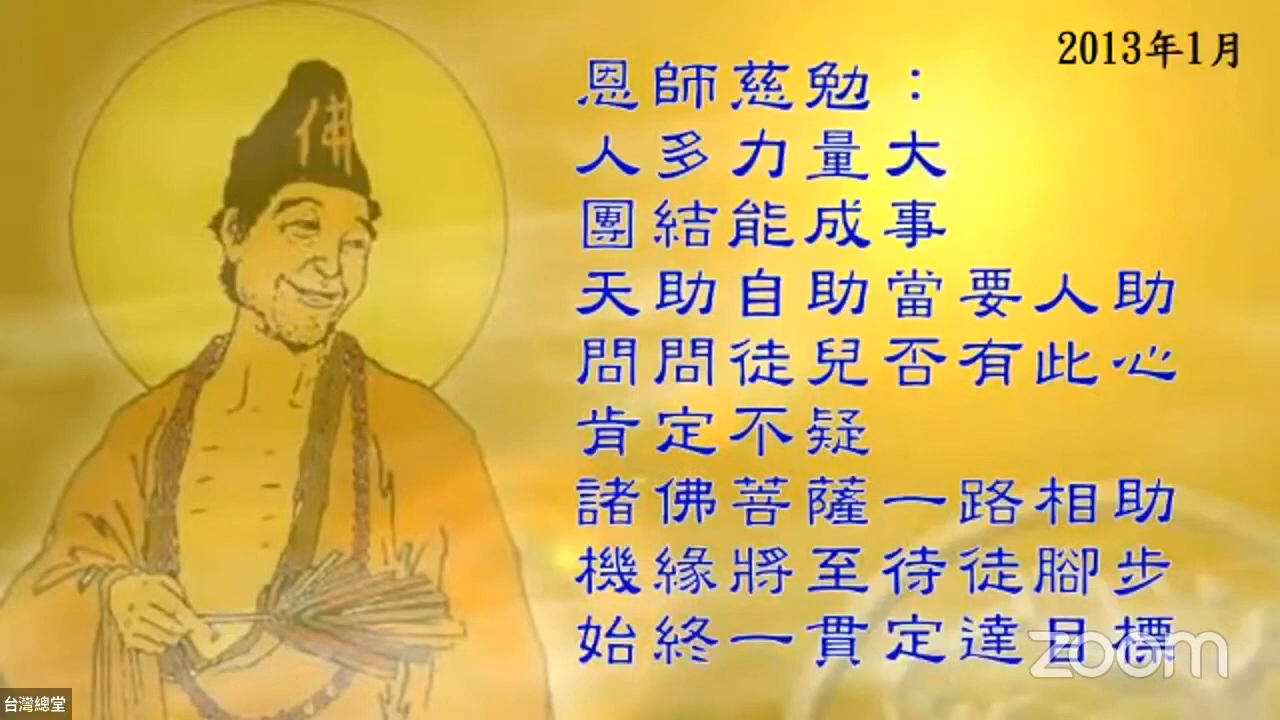 2013年1月
佛
恩師慈勉：
人多力量大
團結能成事
天助自助當要人助
問問徒兒否有此心
肯定不疑
諸佛菩薩一路相助
機緣將至待徒腳步
始終一貫定達目標
zoom
台灣總堂